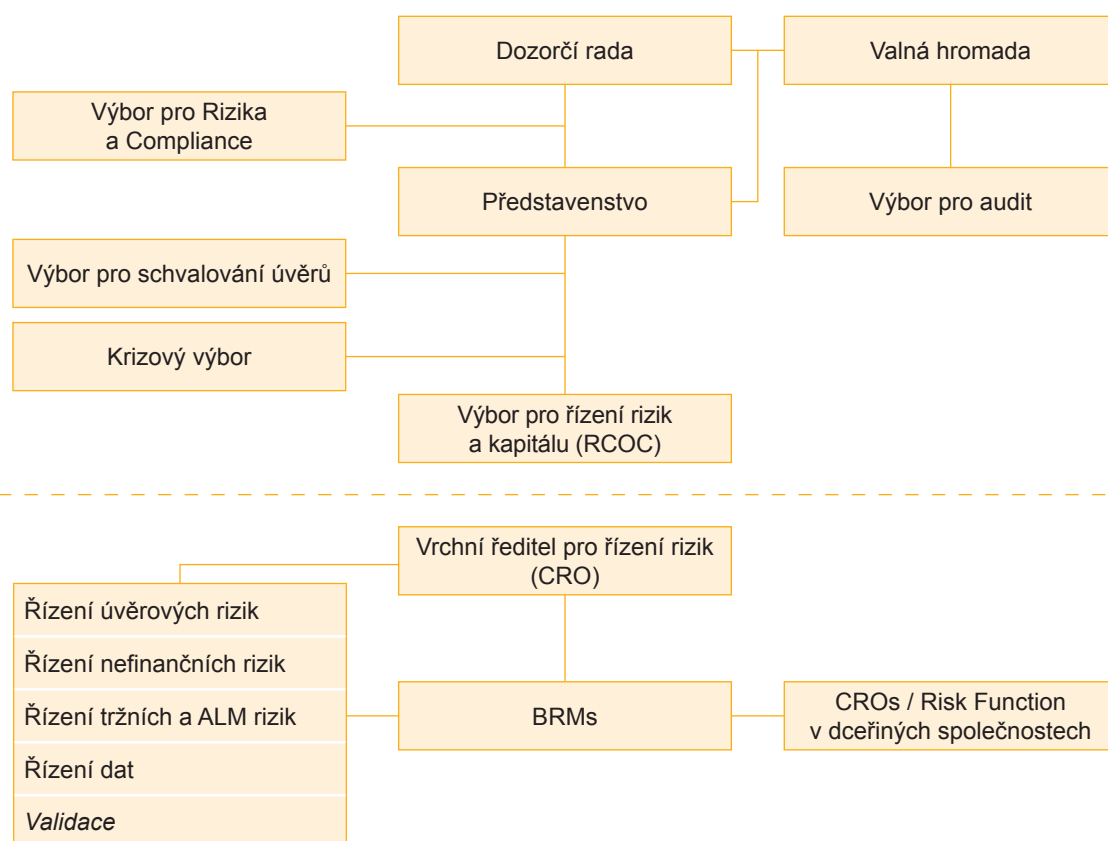 Dozorčí rada
Valná hromada
Výbor pro Rizika
a Compliance
Představenstvo
Výbor pro audit
Výbor pro schvalování úvěrů
Krizový výbor
Výbor pro řízení rizik
a kapitálu (RCOC)
Vrchní ředitel pro řízení rizik
(CRO)
Řízení úvěrových rizik
Řízení nefinančních rizik
Řízení tržních a ALM rizik
Řízení dat
Validace
BRMs
CROs / Risk Function
v dceřiných společnostech